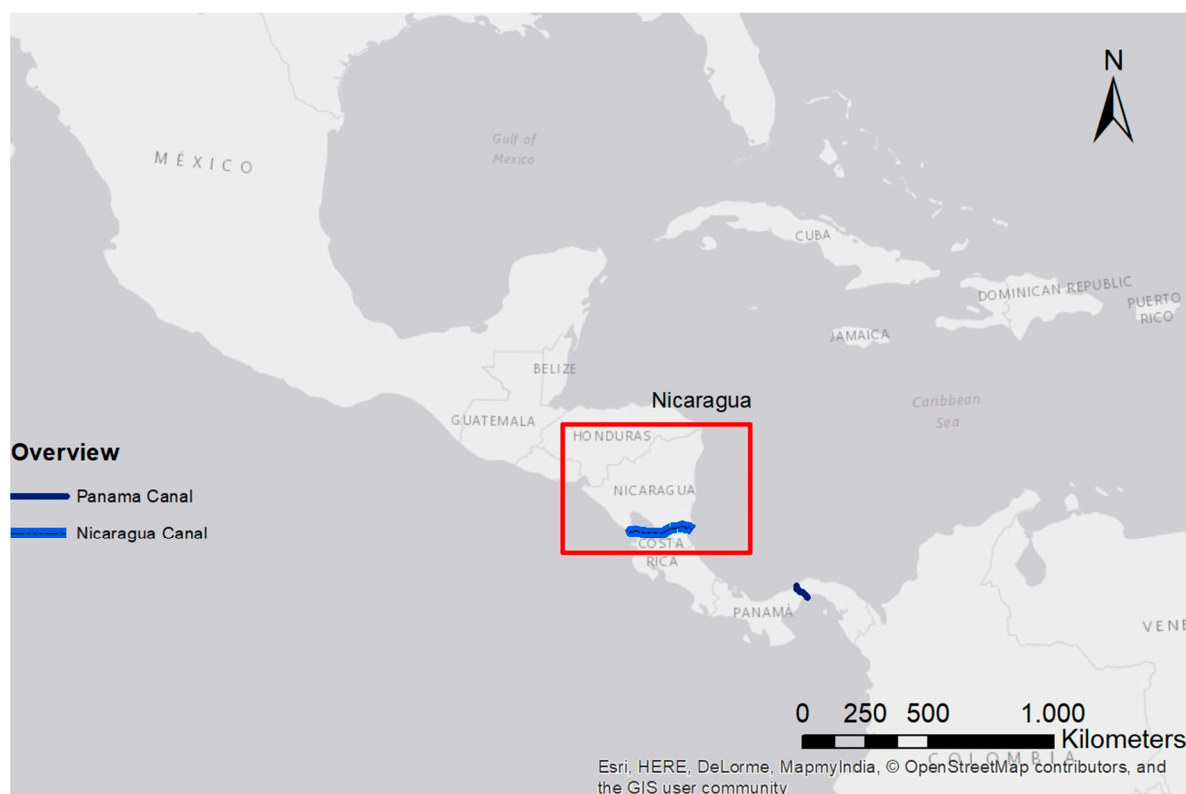 N
Gulf of
Mexico
MÉXICO
CUBA
DOMINICAN REPUBLIC
PUERTO
RICO
JAMAICA
BELIZE
Nicaragua
Caribbean
Sea
GUATEMALA
HONDURAS
Overview
NICARAGUA
Panama Canal
Nicaragua Canal
COSTA
RICA
PANAMÁ
VENE
0 250 500 1.000
Kilometers
COLOMBIA
Esri, HERE, DeLorme, MapmyIndia, © OpenStreetMap contributors, and
the GIS user community